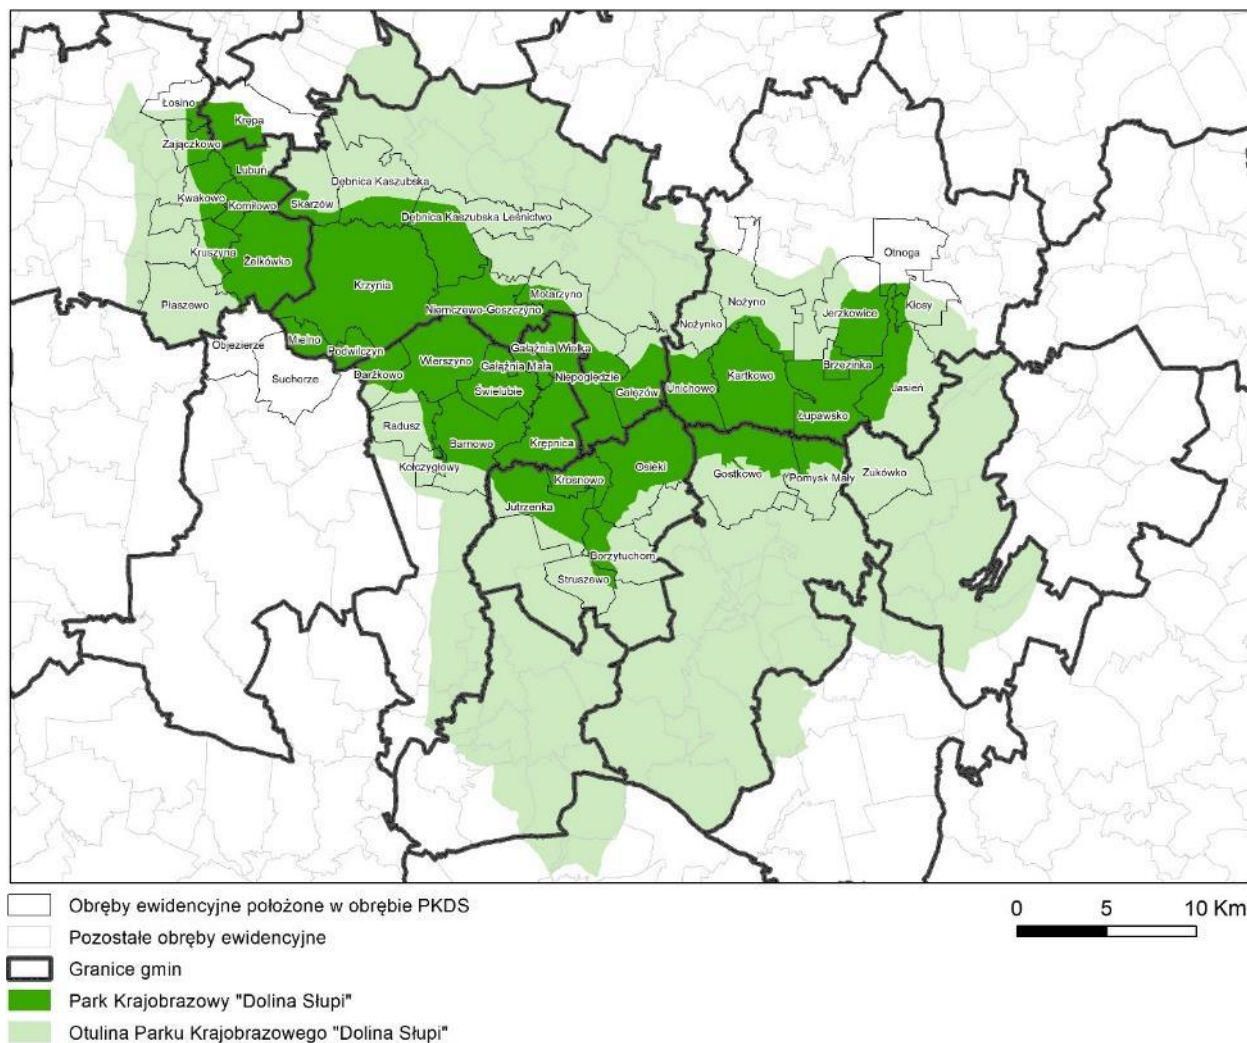 Łosino
Krępa
Zajączkowo
Lubuń
Dębnica Kaszubska
Kwakowo
Komiłowo
Skarżów
Dębnica Kaszubska Leśnictwo
Kruszyna
Żelkówko
Otnoga
Krzynia
Płaszewo
Motarzyno
Nożyno
Kłosy
Niemczewo-Goszczyno
Jerzkowice
Nożynko
Objezierze
Mielno
Podwilczyn
Gałąźnia Wielka
Wierszyno
Gałąźnia Mała
Brzezinka
Suchorze
Darżkowo
Niepoględzie
Kartkowo
Świelubie
Gałęzów
Unichowo
Jasień
Łupawsko
Radusz
Barnowo
Krępnica
Kołczygłowy
Osieki
Gostkowo
Pomysk Mały
Żukówko
Krosnowo
Jutrzenka
Borzytuchom
Struszewo
Obręby ewidencyjne położone w obrębie PKDS
Pozostałe obręby ewidencyjne
Granice gmin
Park Krajobrazowy "Dolina Słupi"
Otulina Parku Krajobrazowego "Dolina Słupi"
0 5 10 Km